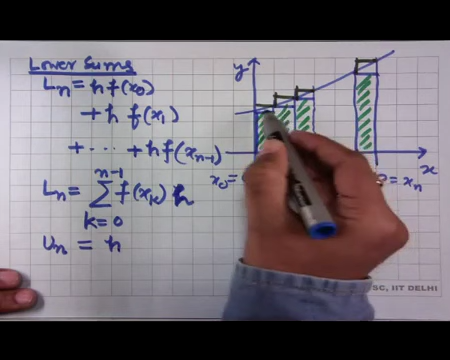 Lower Sums
Ln = h f(x0)
+ h f(x1)
+ ... + h f(xn-1)
Ln = n-1 ∑ k=0 f(xk) h
Un = h
y
x
x0 =
= xn
SC, IIT DELHI